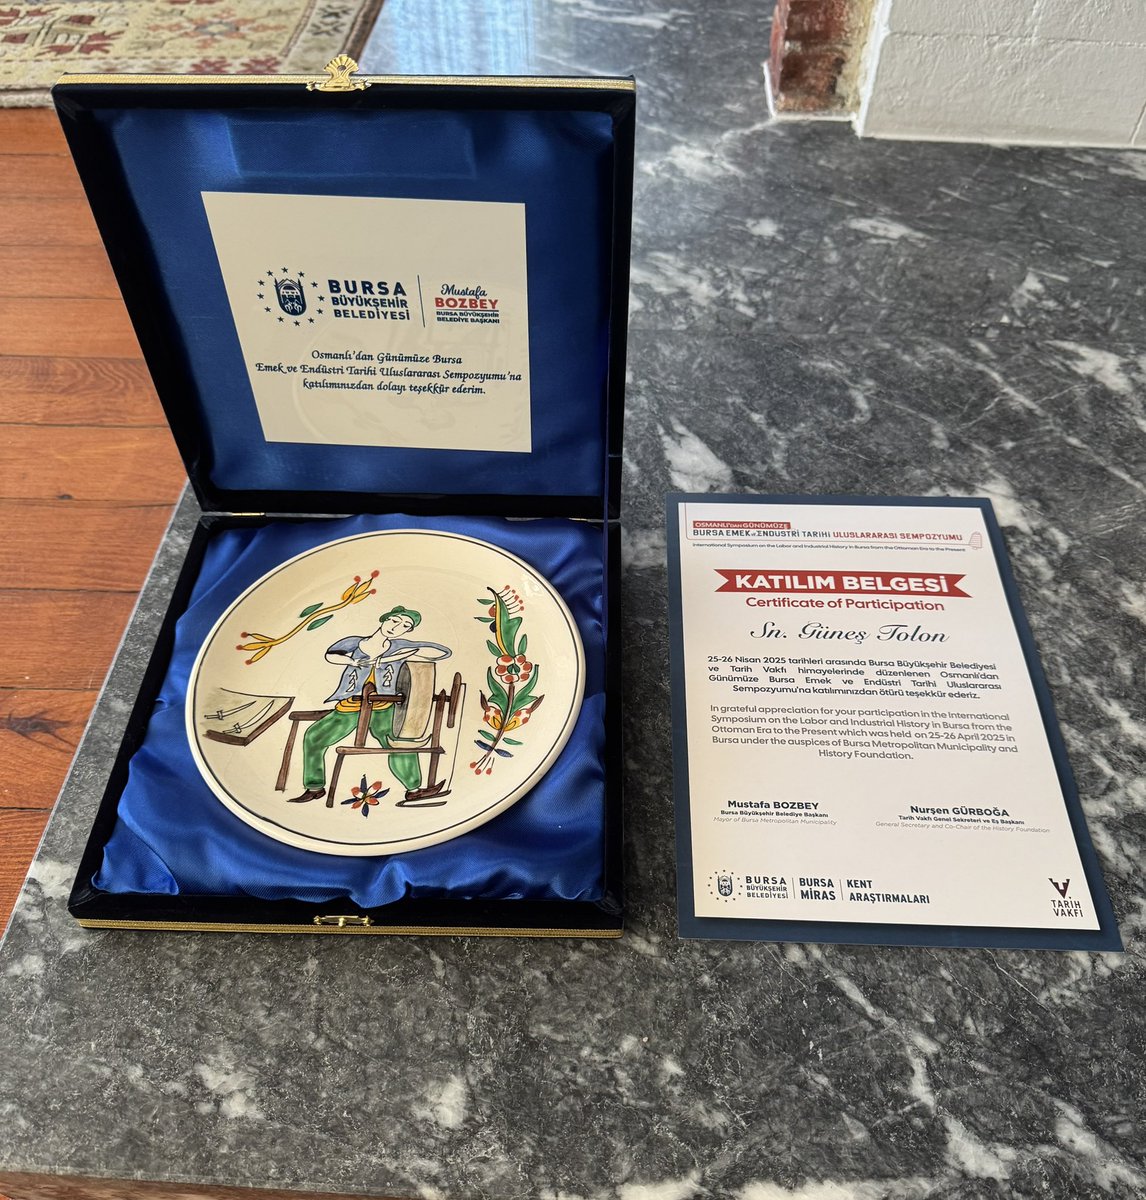 BURSA
BÜYÜKŞEHİR
BELEDİYESİ
Mustafa
BOZBEY
BURSA BÜYÜKŞEHİR
BELEDİYE BAŞKANI
Osmanlı'dan Günümüze Bursa
Emek ve Endüstri Tarihi Uluslararası Sempozyumu'na
katılımınızdan dolayı teşekkür ederim.
OSMANLI'DAN GÜNÜMÜZE
BURSA EMEK ve ENDÜSTRİ TARİHİ ULUSLARARASI SEMPOZYUMU
International Symposium on the Labor and Industrial History in Bursa from the Ottoman Era to the Present
KATILIM BELGESİ
Certificate of Participation
Sn. Güneş Tolon
25-26 Nisan 2025 tarihleri arasında Bursa Büyükşehir Belediyesi
ve Tarih Vakfı himayelerinde düzenlenen Osmanlı'dan
Günümüze Bursa Emek ve Endüstri Tarihi Uluslararası
Sempozyumu'na katılımınızdan ötürü teşekkür ederiz.
In grateful appreciation for your participation in the International
Symposium on the Labor and Industrial History in Bursa from the
Ottoman Era to the Present which was held on 25-26 April 2025 in
Bursa under the auspices of Bursa Metropolitan Municipality and
History Foundation.
Mustafa BOZBEY
Bursa Büyükşehir Belediye Başkanı
Mayor of Bursa Metropolitan Municipality
Nurşen GÜRBOĞA
Tarih Vakfı Genel Sekreteri ve Eş Başkanı
General Secretary and Co-Chair of the History Foundation
BURSA
BÜYÜKŞEHİR
BELEDİYESİ
BURSA
MİRAS
KENT
ARAŞTIRMALARI
TARİH
VAKFI